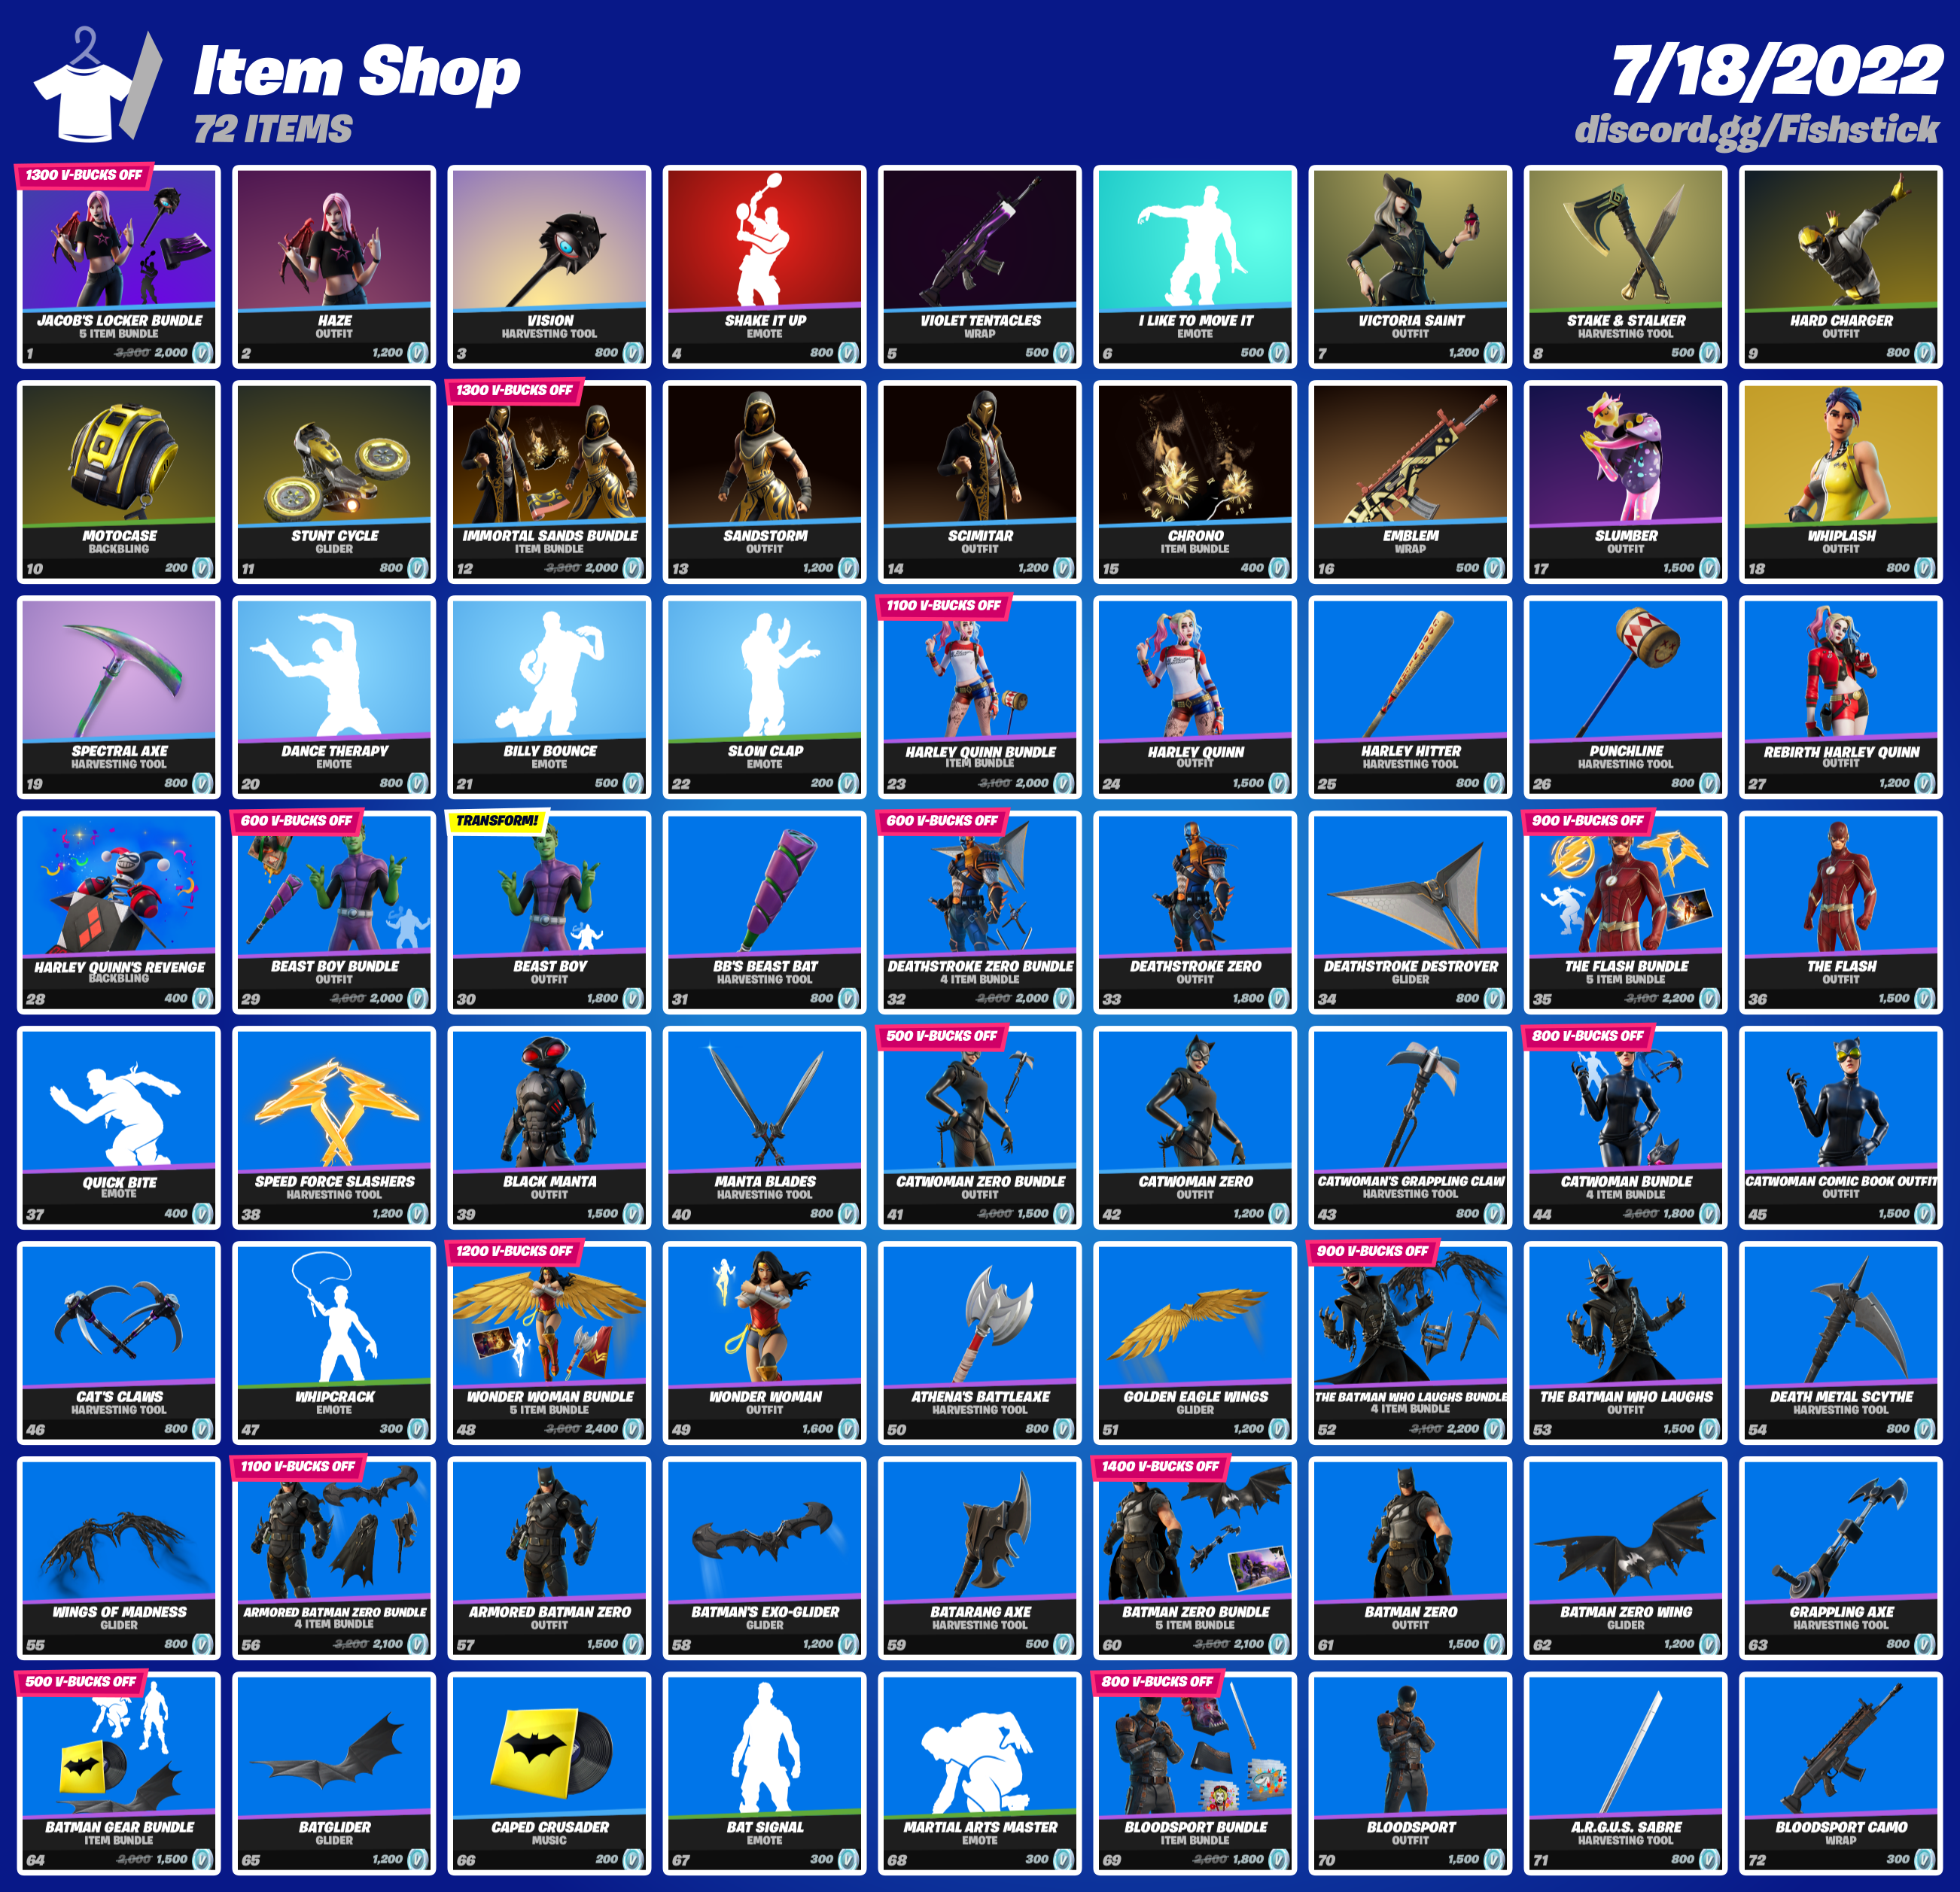 Item Shop
72 ITEMS
7/18/2022
discord.gg/Fishstick
1300 V-BUCKS OFF
JACOB'S LOCKER BUNDLE
5 ITEM BUNDLE
1 3,300 2,000
HAZE
OUTFIT
2 1,200
VISION
HARVESTING TOOL
3 800
SHAKE IT UP
EMOTE
4 800
VIOLET TENTACLES
WRAP
5 500
I LIKE TO MOVE IT
EMOTE
6 500
VICTORIA SAINT
OUTFIT
7 1,200
STAKE & STALKER
HARVESTING TOOL
8 500
HARD CHARGER
OUTFIT
9 800
MOTOCASE
BACKBLING
10 200
STUNT CYCLE
GLIDER
11 800
1300 V-BUCKS OFF
IMMORTAL SANDS BUNDLE
ITEM BUNDLE
12 3,300 2,000
SANDSTORM
OUTFIT
13 1,200
SCIMITAR
OUTFIT
14 1,200
CHRONO
ITEM BUNDLE
15 400
EMBLEM
WRAP
16 500
SLUMBER
OUTFIT
17 1,500
WHIPLASH
OUTFIT
18 800
SPECTRAL AXE
HARVESTING TOOL
19 800
DANCE THERAPY
EMOTE
20 800
BILLY BOUNCE
EMOTE
21 500
SLOW CLAP
EMOTE
22 200
1100 V-BUCKS OFF
HARLEY QUINN BUNDLE
ITEM BUNDLE
23 3,100 2,000
HARLEY QUINN
OUTFIT
24 1,500
HARLEY HITTER
HARVESTING TOOL
25 800
PUNCHLINE
HARVESTING TOOL
26 800
REBIRTH HARLEY QUINN
OUTFIT
27 1,200
HARLEY QUINN'S REVENGE
BACKBLING
28 400
600 V-BUCKS OFF
BEAST BOY BUNDLE
OUTFIT
29 2,600 2,000
TRANSFORM!
BEAST BOY
OUTFIT
30 1,800
BB'S BEAST BAT
HARVESTING TOOL
31 800
600 V-BUCKS OFF
DEATHSTROKE ZERO BUNDLE
4 ITEM BUNDLE
32 2,600 2,000
DEATHSTROKE ZERO
OUTFIT
33 1,800
DEATHSTROKE DESTROYER
GLIDER
34 800
900 V-BUCKS OFF
THE FLASH BUNDLE
5 ITEM BUNDLE
35 3,100 2,200
THE FLASH
OUTFIT
36 1,500
QUICK BITE
EMOTE
37 400
SPEED FORCE SLASHERS
HARVESTING TOOL
38 1,200
BLACK MANTA
OUTFIT
39 1,500
MANTA BLADES
HARVESTING TOOL
40 800
500 V-BUCKS OFF
CATWOMAN ZERO BUNDLE
OUTFIT
41 2,000 1,500
CATWOMAN ZERO
OUTFIT
42 1,200
CATWOMAN'S GRAPPLING CLAW
HARVESTING TOOL
43 800
800 V-BUCKS OFF
CATWOMAN BUNDLE
4 ITEM BUNDLE
44 2,600 1,800
CATWOMAN COMIC BOOK OUTFIT
OUTFIT
45 1,500
CAT'S CLAWS
HARVESTING TOOL
46 800
WHIPCRACK
EMOTE
47 300
1200 V-BUCKS OFF
WONDER WOMAN BUNDLE
5 ITEM BUNDLE
48 3,600 2,400
WONDER WOMAN
OUTFIT
49 1,600
ATHENA'S BATTLEAXE
HARVESTING TOOL
50 800
GOLDEN EAGLE WINGS
GLIDER
51 1,200
900 V-BUCKS OFF
THE BATMAN WHO LAUGHS BUNDLE
4 ITEM BUNDLE
52 3,100 2,200
THE BATMAN WHO LAUGHS
OUTFIT
53 1,500
DEATH METAL SCYTHE
HARVESTING TOOL
54 800
WINGS OF MADNESS
GLIDER
55 800
1100 V-BUCKS OFF
ARMORED BATMAN ZERO BUNDLE
4 ITEM BUNDLE
56 3,200 2,100
ARMORED BATMAN ZERO
OUTFIT
57 1,500
BATMAN'S EXO-GLIDER
GLIDER
58 1,200
BATARANG AXE
HARVESTING TOOL
59 500
1400 V-BUCKS OFF
BATMAN ZERO BUNDLE
5 ITEM BUNDLE
60 3,500 2,100
BATMAN ZERO
OUTFIT
61 1,500
BATMAN ZERO WING
GLIDER
62 1,200
GRAPPLING AXE
HARVESTING TOOL
63 800
500 V-BUCKS OFF
BATMAN GEAR BUNDLE
ITEM BUNDLE
64 2,000 1,500
BATGLIDER
GLIDER
65 1,200
CAPED CRUSADER
MUSIC
66 200
BAT SIGNAL
EMOTE
67 300
MARTIAL ARTS MASTER
EMOTE
68 300
800 V-BUCKS OFF
BLOODSPORT BUNDLE
ITEM BUNDLE
69 2,600 1,800
BLOODSPORT
OUTFIT
70 1,500
A.R.G.U.S. SABRE
HARVESTING TOOL
71 800
BLOODSPORT CAMO
WRAP
72 300